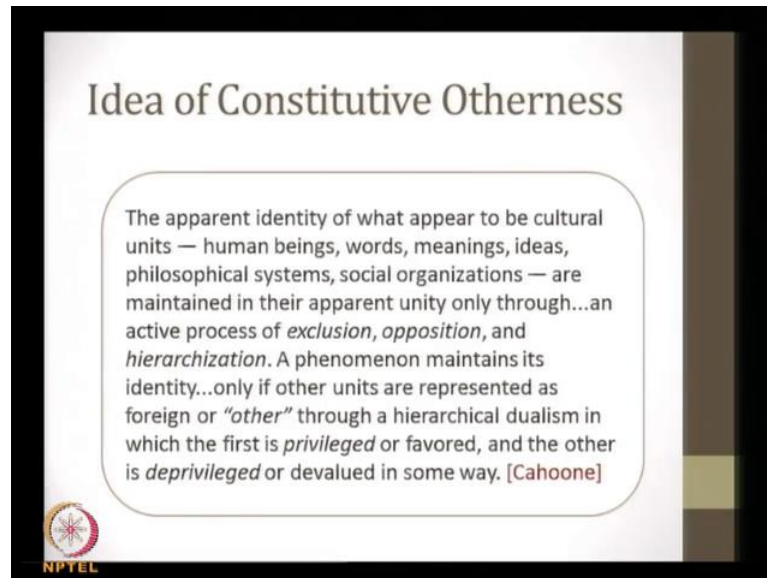 Idea of Constitutive Otherness
The apparent identity of what appear to be cultural
units — human beings, words, meanings, ideas,
philosophical systems, social organizations — are
maintained in their apparent unity only through...an
active process of exclusion, opposition, and
hierarchization. A phenomenon maintains its
identity...only if other units are represented as
foreign or “other” through a hierarchical dualism in
which the first is privileged or favored, and the other
is deprivileged or devalued in some way. [Cahoone]
NPTEL